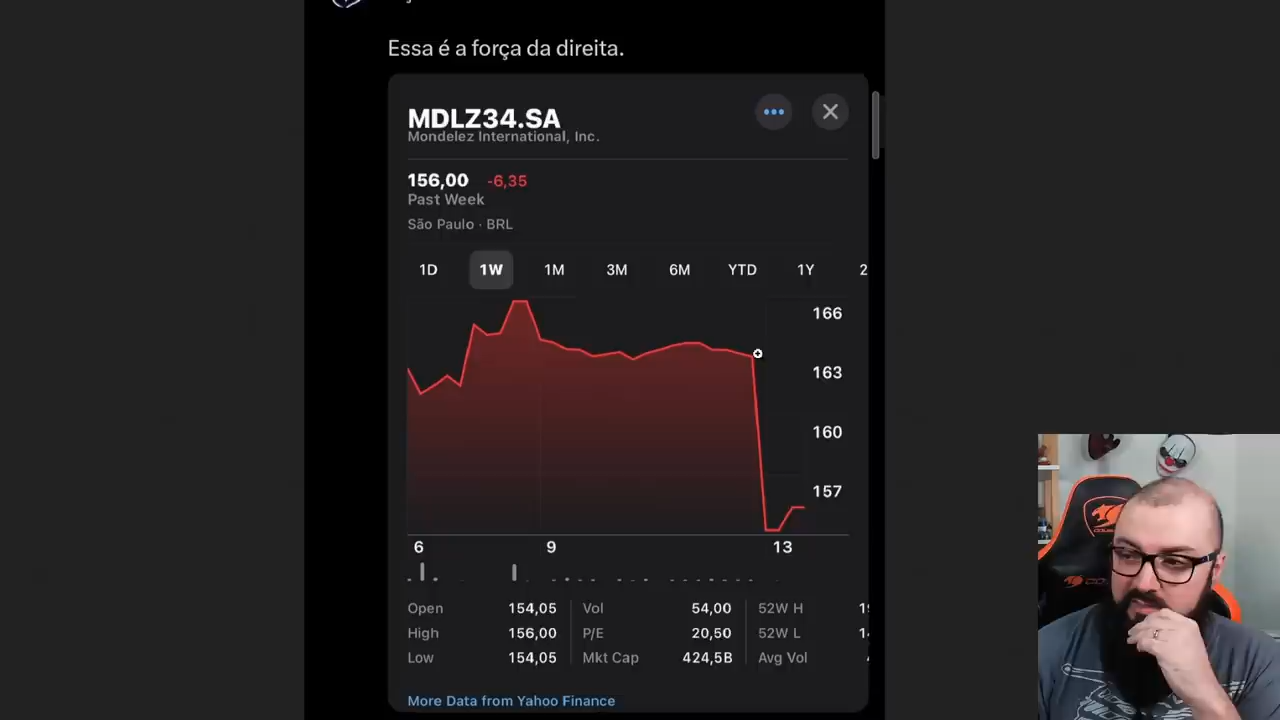 Essa é a força da direita.
MDLZ34.SA
Mondelez International, Inc.
156,00 -6,35
Past Week
São Paulo · BRL
1D 1W 1M 3M 6M YTD 1Y
166
163
160
157
6 9 13
Open 154,05 Vol 54,00 52W H
High 156,00 P/E 20,50 52W L
Low 154,05 Mkt Cap 424,5B Avg Vol
More Data from Yahoo Finance